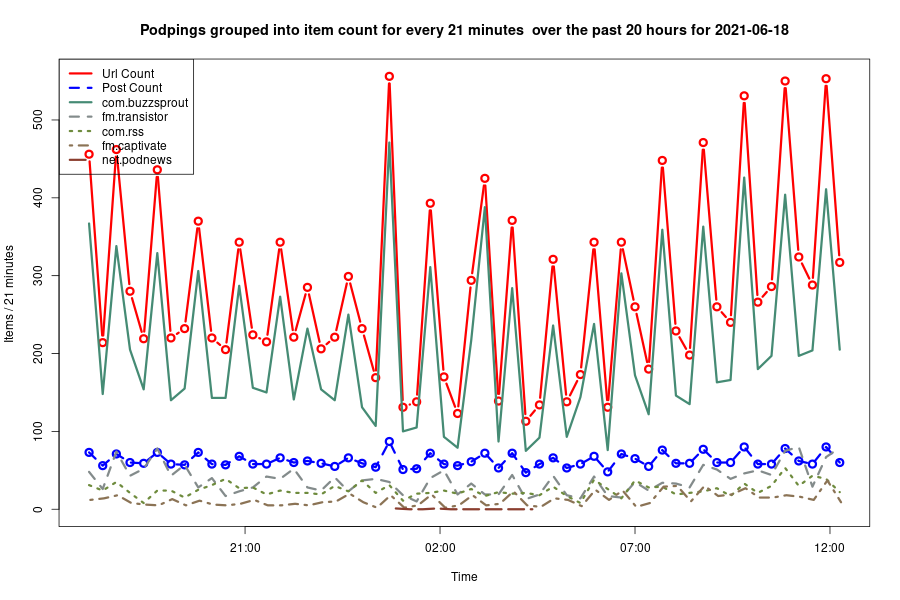 Podpings grouped into item count for every 21 minutes  over the past 20 hours for 2021-06-18
Url Count
Post Count
com.buzzsprout
fm.transistor
com.rss
fm.captivate
net.podnews
500
400
300
200
100
0
Items / 21 minutes
21:00
02:00
07:00
12:00
Time